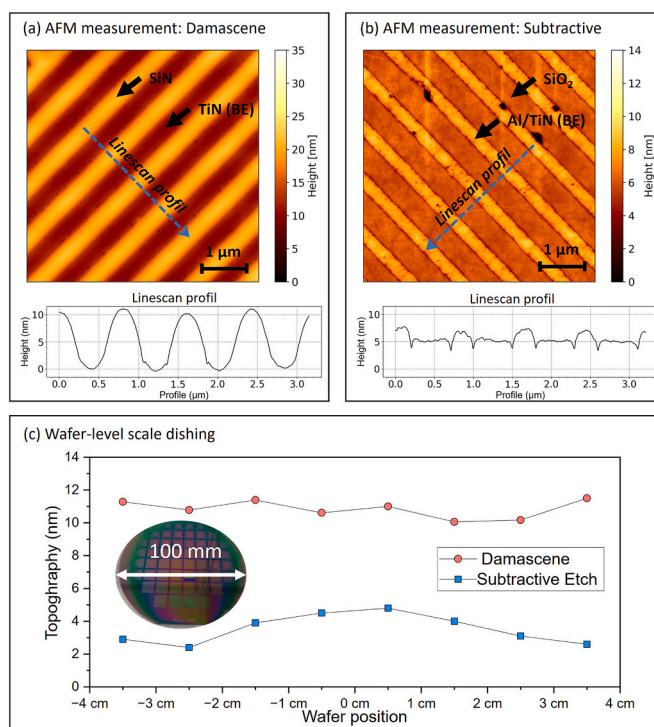 (a) AFM measurement: Damascene
SiN
TiN (BE)
Linescan profil
1 µm
35
30
25
20
15
10
5
0
Height [nm]
Linescan profil
10
5
0
Height (nm)
0.0 0.5 1.0 1.5 2.0 2.5 3.0
Profile (µm)
(b) AFM measurement: Subtractive
SiO₂
Al/TiN (BE)
Linescan profil
1 µm
14
12
10
8
6
4
2
0
Height [nm]
Linescan profil
10
5
0
Height (nm)
0.0 0.5 1.0 1.5 2.0 2.5 3.0
Profile (µm)
(c) Wafer-level scale dishing
14
12
10
8
6
4
2
0
Topoghraphy (nm)
100 mm
Damascene
Subtractive Etch
−4 cm −3 cm −2 cm −1 cm 0 cm 1 cm 2 cm 3 cm 4 cm
Wafer position